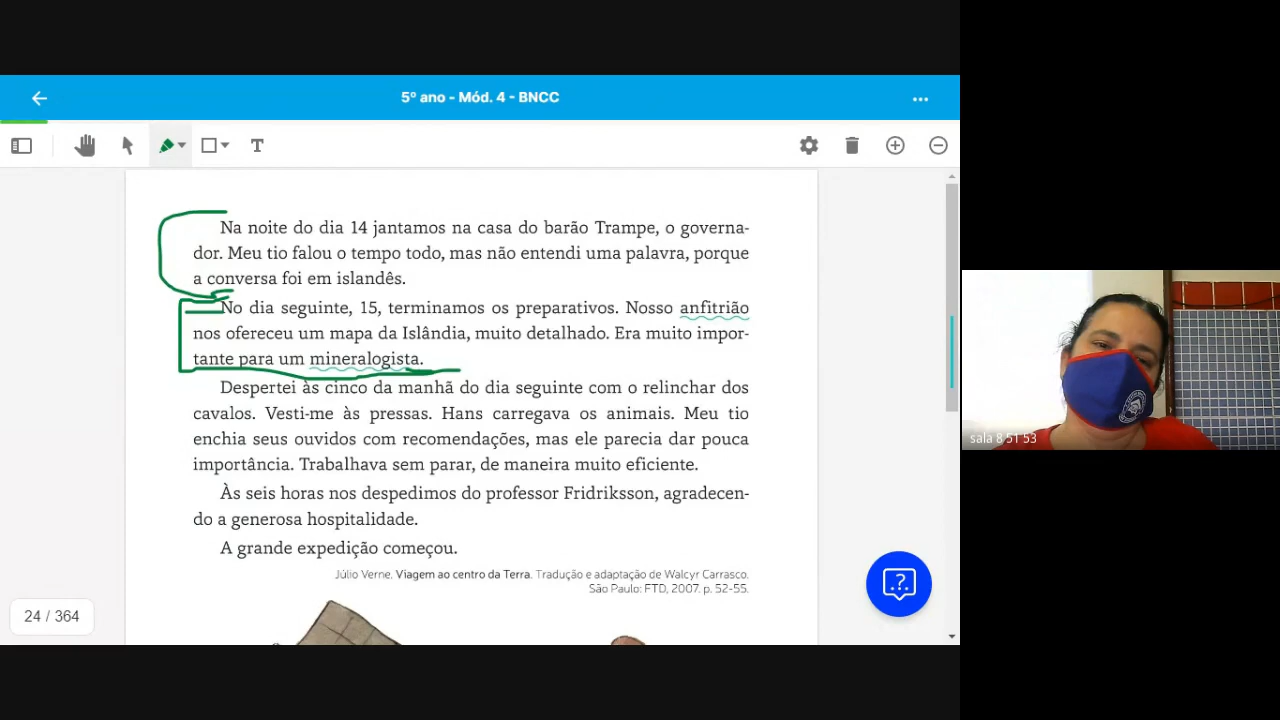 5º ano - Mód. 4 - BNCC
T
Na noite do dia 14 jantamos na casa do barão Trampe, o governa-
dor. Meu tio falou o tempo todo, mas não entendi uma palavra, porque
a conversa foi em islandês.
No dia seguinte, 15, terminamos os preparativos. Nosso anfitrião
nos ofereceu um mapa da Islândia, muito detalhado. Era muito impor-
tante para um mineralogista.
Despertei às cinco da manhã do dia seguinte com o relinchar dos
cavalos. Vesti-me às pressas. Hans carregava os animais. Meu tio
enchia seus ouvidos com recomendações, mas ele parecia dar pouca
importância. Trabalhava sem parar, de maneira muito eficiente.
Às seis horas nos despedimos do professor Fridriksson, agradecen-
do a generosa hospitalidade.
A grande expedição começou.
Júlio Verne. Viagem ao centro da Terra. Tradução e adaptação de Walcyr Carrasco.
São Paulo: FTD, 2007. p. 52-55.
24 / 364
sala 8 51 53